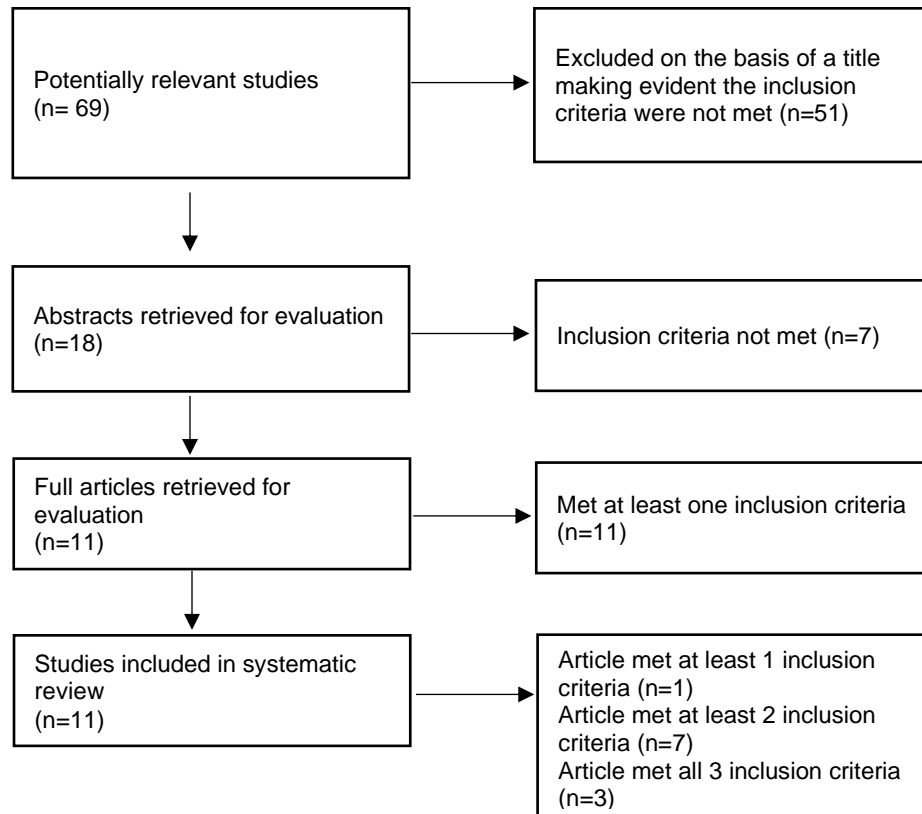 Potentially relevant studies
(n= 69)
Excluded on the basis of a title
making evident the inclusion
criteria were not met (n=51)
Abstracts retrieved for evaluation
(n=18)
Inclusion criteria not met (n=7)
Full articles retrieved for
evaluation
(n=11)
Met at least one inclusion criteria
(n=11)
Studies included in systematic
review
(n=11)
Article met at least 1 inclusion
criteria (n=1)
Article met at least 2 inclusion
criteria (n=7)
Article met all 3 inclusion criteria
(n=3)